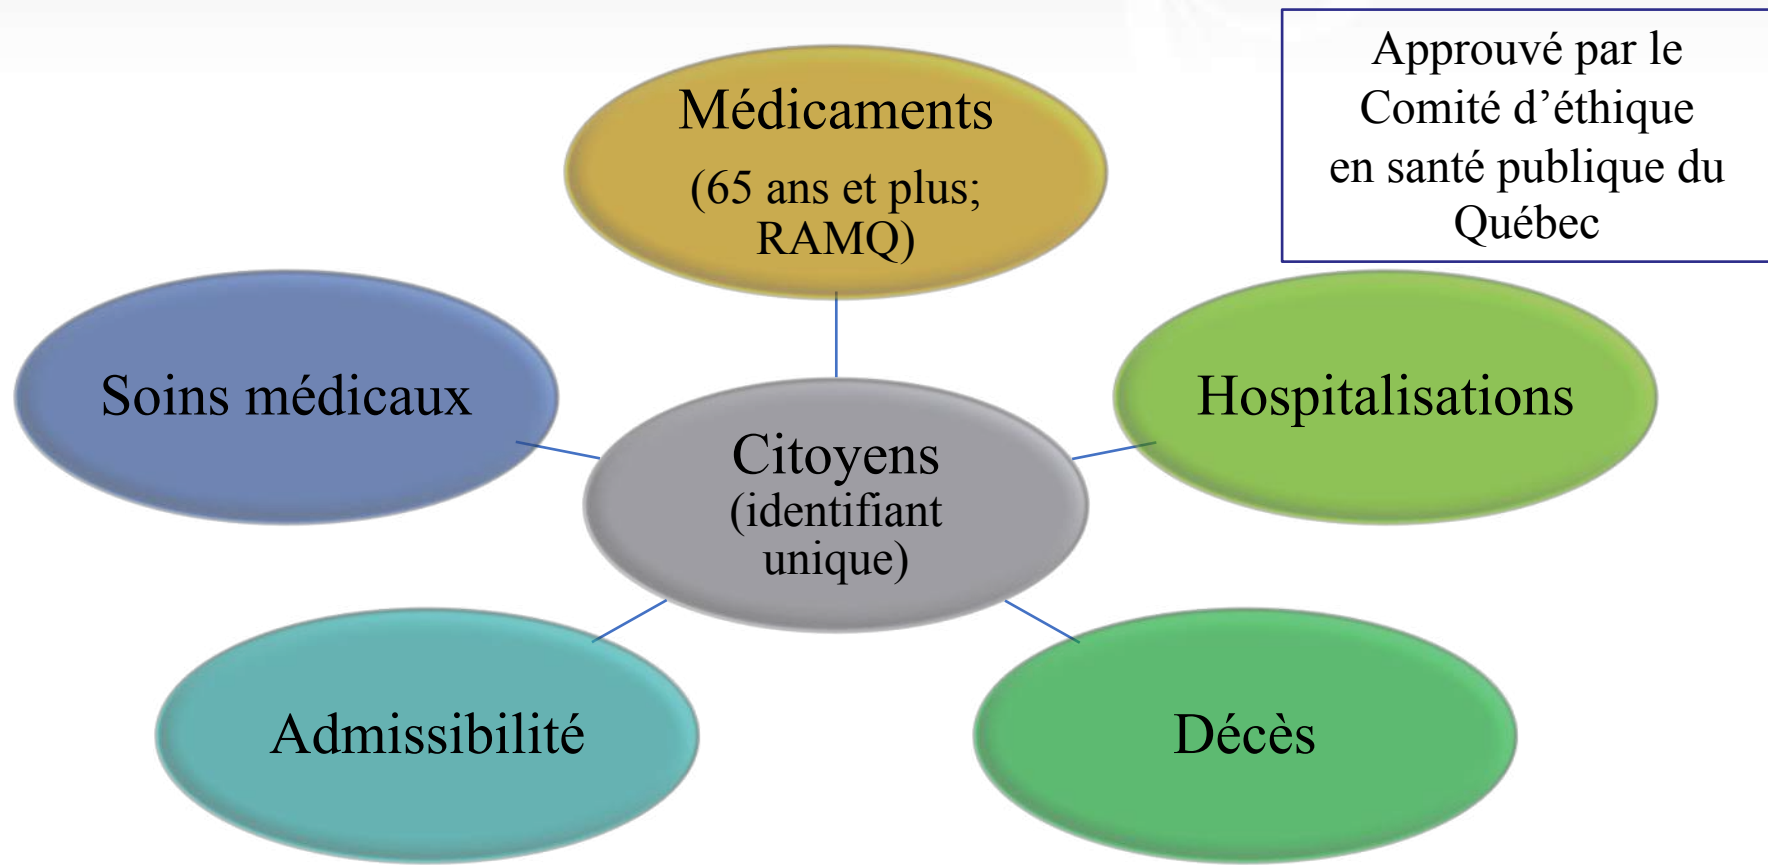 Approuvé par le
Comité d’éthique
en santé publique du
Québec
Médicaments
(65 ans et plus;
RAMQ)
Soins médicaux
Hospitalisations
Citoyens
(identifiant
unique)
Admissibilité
Décès